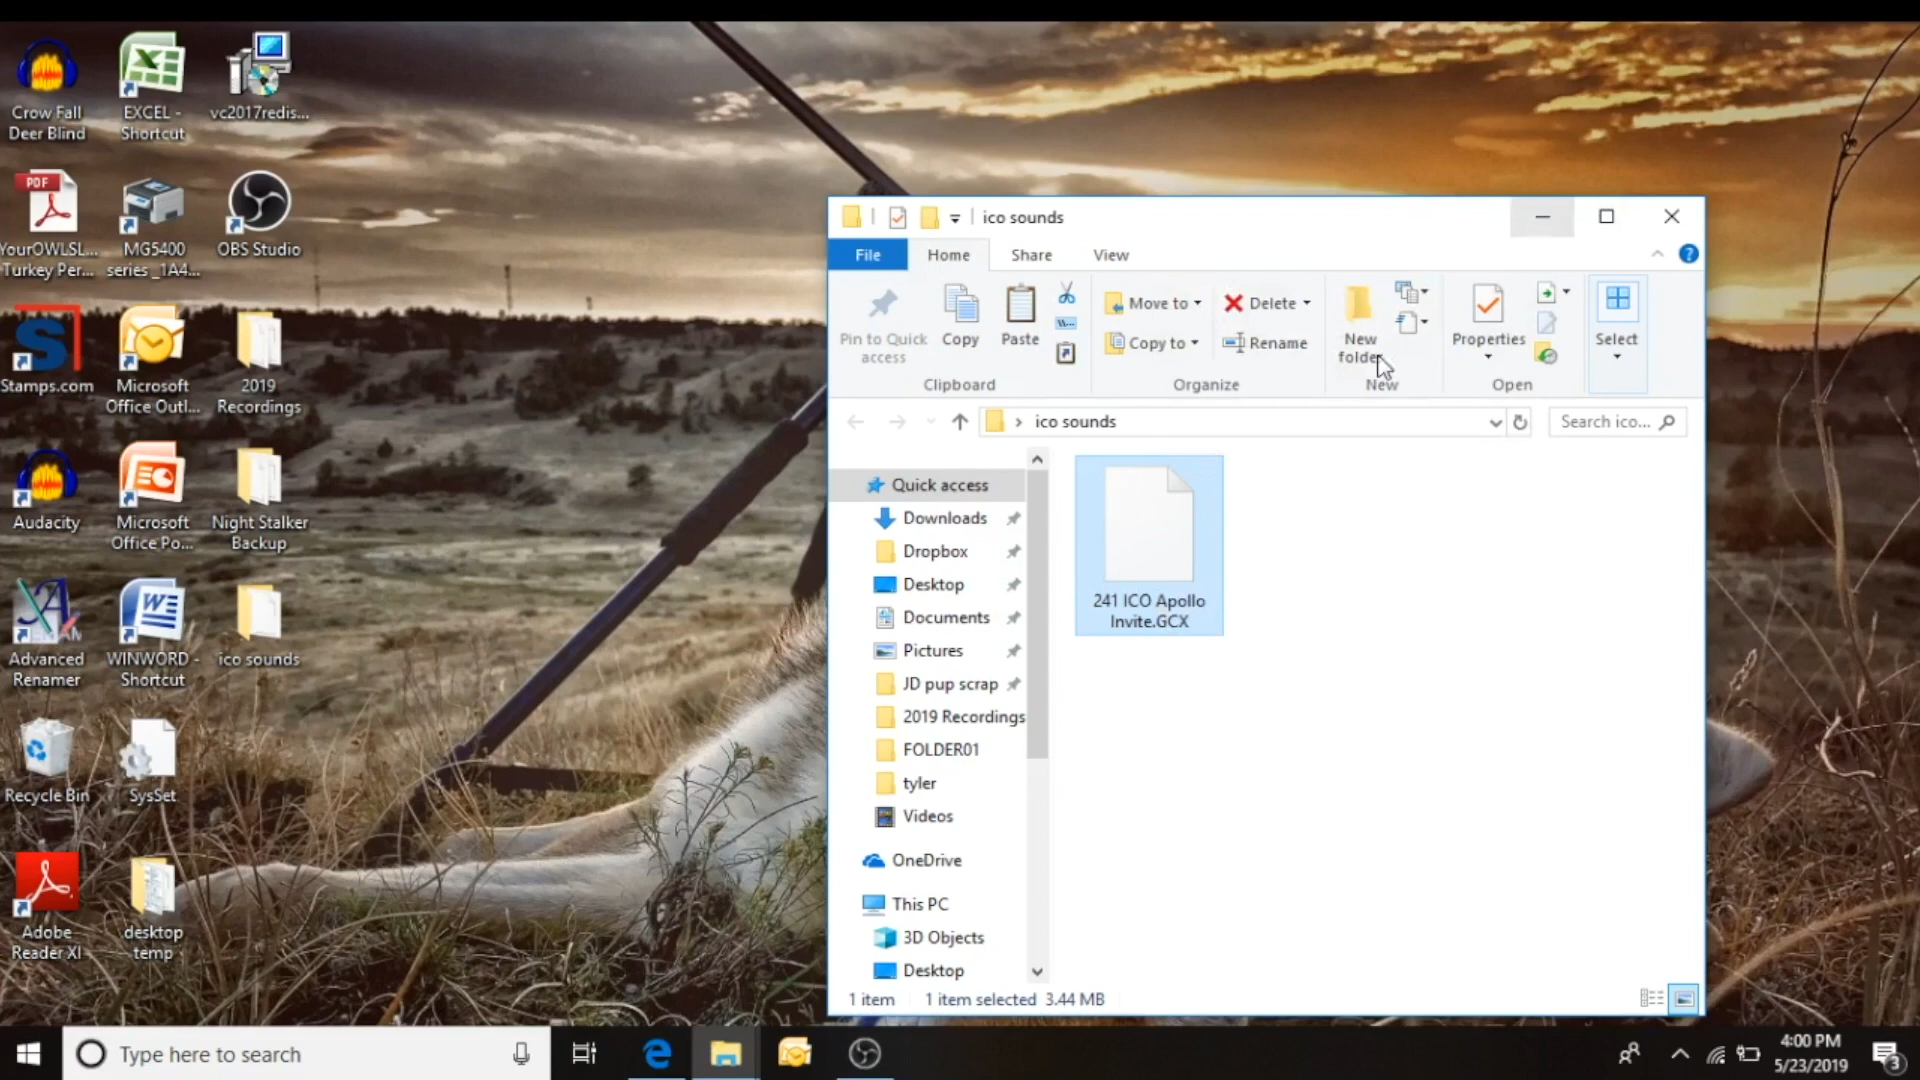 Crow Fall
Deer Blind
EXCEL -
Shortcut
vc2017redis...
PDF
YourOWLSL...
Turkey Per...
MG5400
series _1A4...
OBS Studio
Stamps.com
Microsoft
Office Outl...
2019
Recordings
Audacity
Microsoft
Office Po...
Night Stalker
Backup
Advanced
Renamer
WINWORD -
Shortcut
ico sounds
Recycle Bin
SysSet
Adobe
Reader XI
desktop
temp
ico sounds
File
Home
Share
View
Pin to Quick
access
Copy
Paste
Move to
Copy to
Delete
Rename
New
folder
Properties
Select
Clipboard
Organize
New
Open
ico sounds
Search ico...
Quick access
Downloads
Dropbox
Desktop
Documents
Pictures
JD pup scrap
2019 Recordings
FOLDER01
tyler
Videos
OneDrive
This PC
3D Objects
Desktop
241 ICO Apollo
Invite.GCX
1 item
1 item selected 3.44 MB
Type here to search
4:00 PM
5/23/2019
3